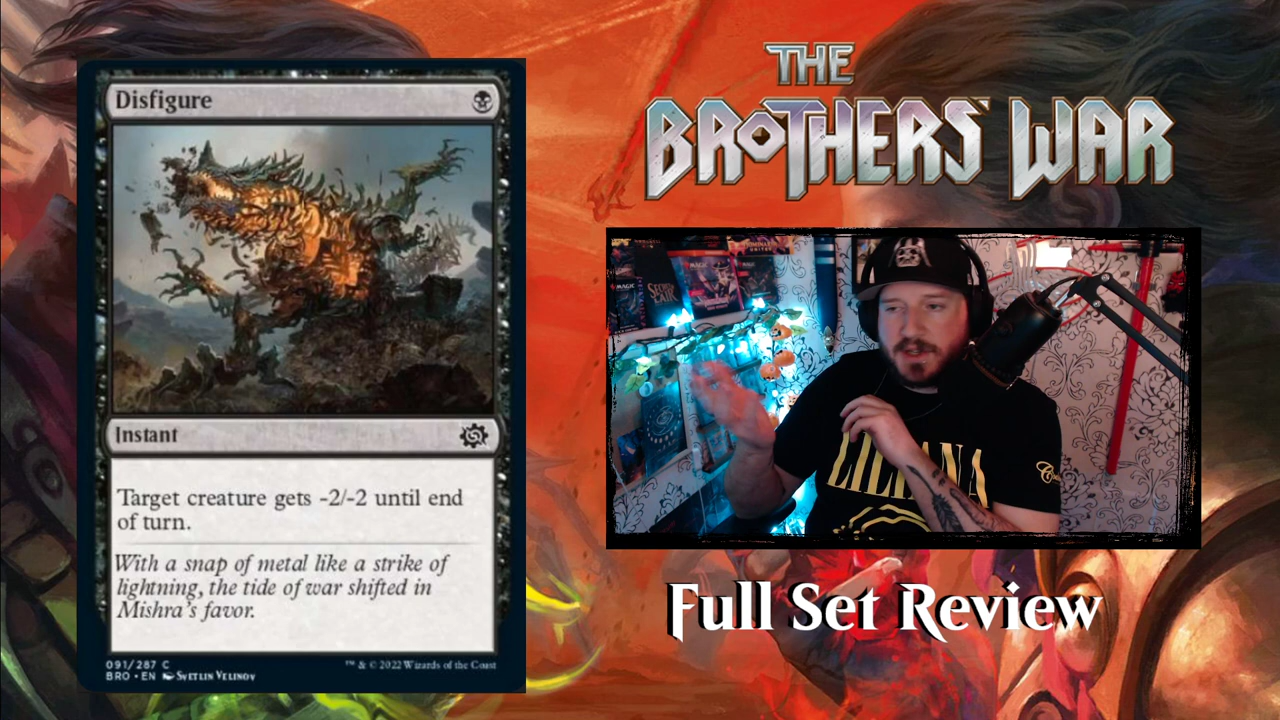 Disfigure
Instant
Target creature gets -2/-2 until end
of turn.
With a snap of metal like a strike of
lightning, the tide of war shifted in
Mishra's favor.
091/287 C
BRO • EN Svetlin Velinov
™ & © 2022 Wizards of the Coast
THE
BROTHERS' WAR
MAGIC
MAGIC
LILIANA
Full Set Review